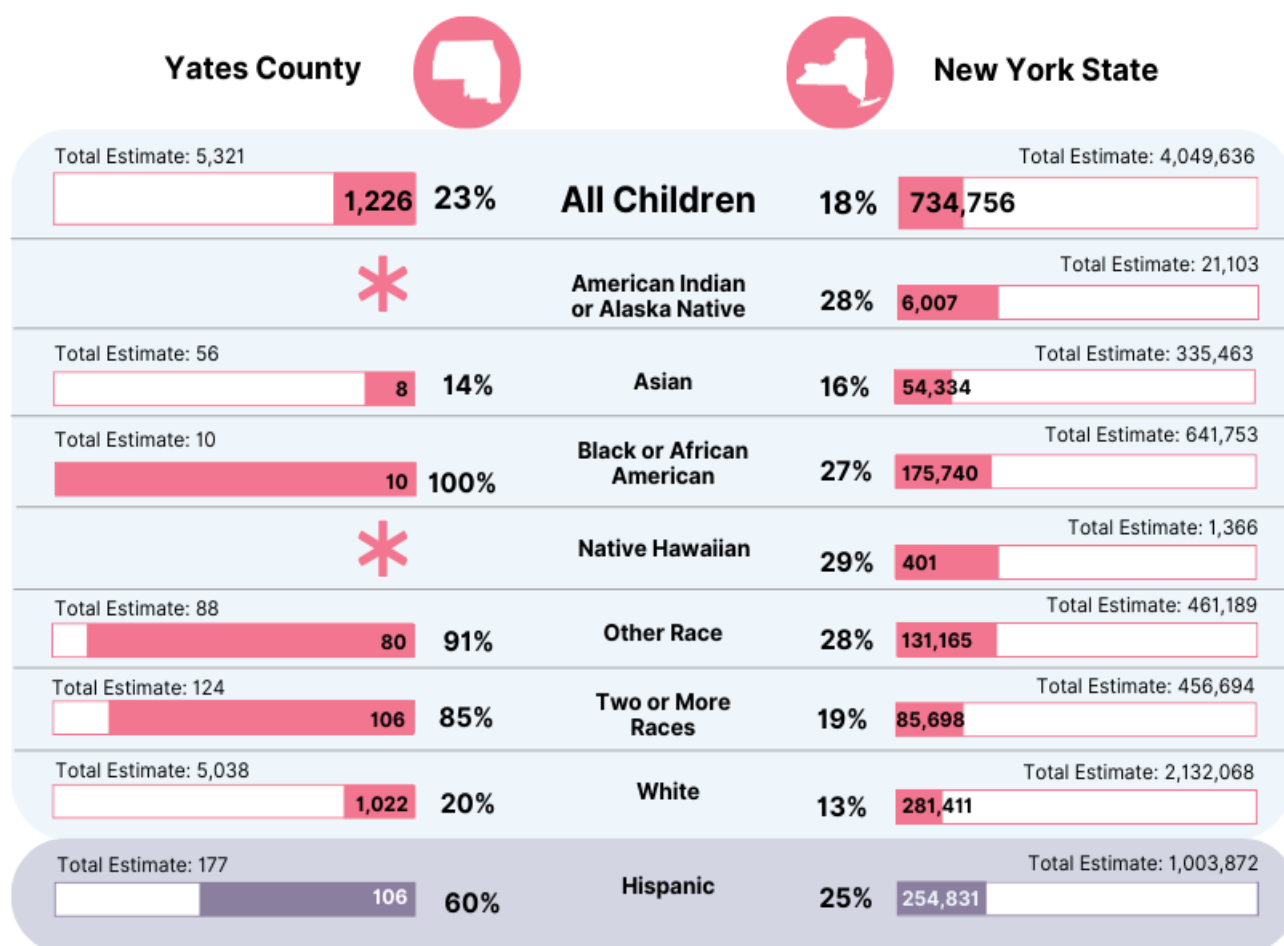 Yates County
New York State
Total Estimate: 5,321
Total Estimate: 4,049,636
1,226 23% All Children 18% 734,756
Total Estimate: 21,103
American Indian
or Alaska Native
28% 6,007
Total Estimate: 56
Total Estimate: 335,463
8 14% Asian 16% 54,334
Total Estimate: 10
Total Estimate: 641,753
Black or African
American
10 100% 27% 175,740
Total Estimate: 1,366
Native Hawaiian
29% 401
Total Estimate: 88
Total Estimate: 461,189
80 91% Other Race 28% 131,165
Total Estimate: 124
Total Estimate: 456,694
Two or More
Races
106 85% 19% 85,698
Total Estimate: 5,038
Total Estimate: 2,132,068
1,022 20% White 13% 281,411
Total Estimate: 177
Total Estimate: 1,003,872
106 60% Hispanic 25% 254,831